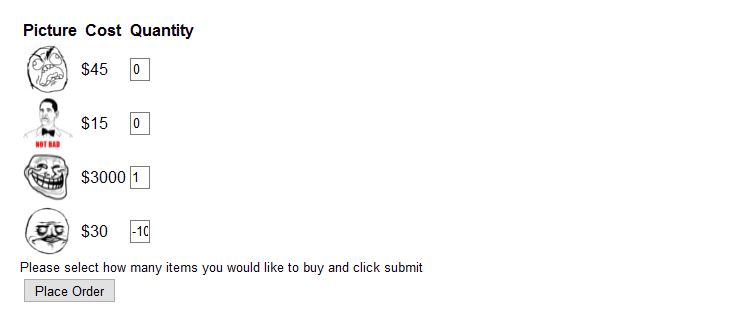 Picture Cost Quantity
$45 0
NOT BAD
$15 0
$3000 1
$30
Please select how many items you would like to buy and click submit
Place Order